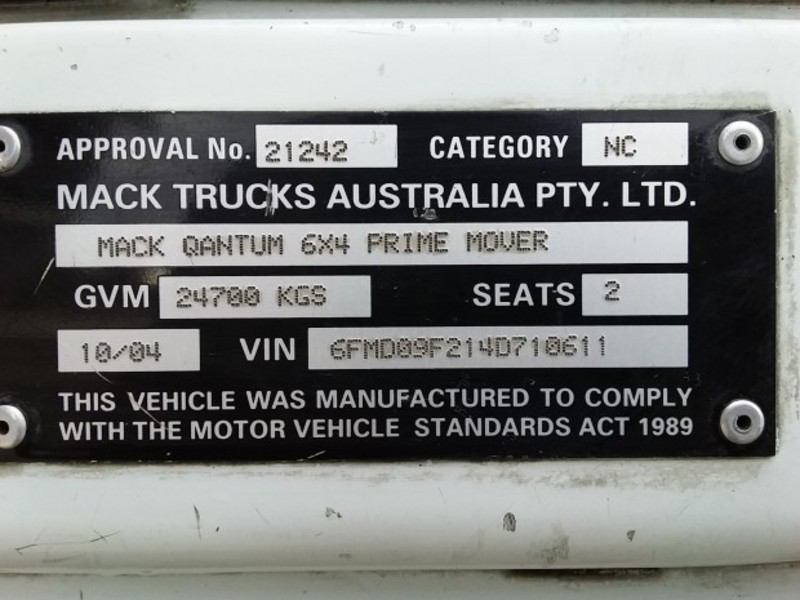 APPROVAL No. 21242 CATEGORY NC
MACK TRUCKS AUSTRALIA PTY. LTD.
MACK QANTUM 6X4 PRIME MOVER
GVM 24700 KGS SEATS 2
10/04 VIN 6FMD09F214D710611
THIS VEHICLE WAS MANUFACTURED TO COMPLY
WITH THE MOTOR VEHICLE STANDARDS ACT 1989